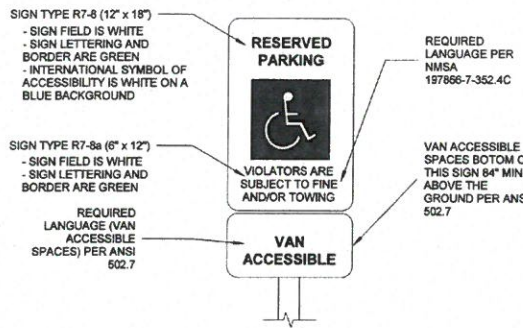 SIGN TYPE R7-8 (12" x 18")
- SIGN FIELD IS WHITE
- SIGN LETTERING AND
BORDER ARE GREEN
- INTERNATIONAL SYMBOL OF
ACCESSIBILITY IS WHITE ON A
BLUE BACKGROUND
SIGN TYPE R7-8a (6" x 12")
- SIGN FIELD IS WHITE
- SIGN LETTERING AND
BORDER ARE GREEN
REQUIRED
LANGUAGE (VAN
ACCESSIBLE
SPACES) PER ANSI
502.7
RESERVED
PARKING
VIOLATORS ARE
SUBJECT TO FINE
AND/OR TOWING
VAN
ACCESSIBLE
REQUIRED
LANGUAGE PER
NMSA
197856-7-352.4C
VAN ACCESSIBLE
SPACES BOTOM O
THIS SIGN 84" MIN
ABOVE THE
GROUND PER ANS
502.7